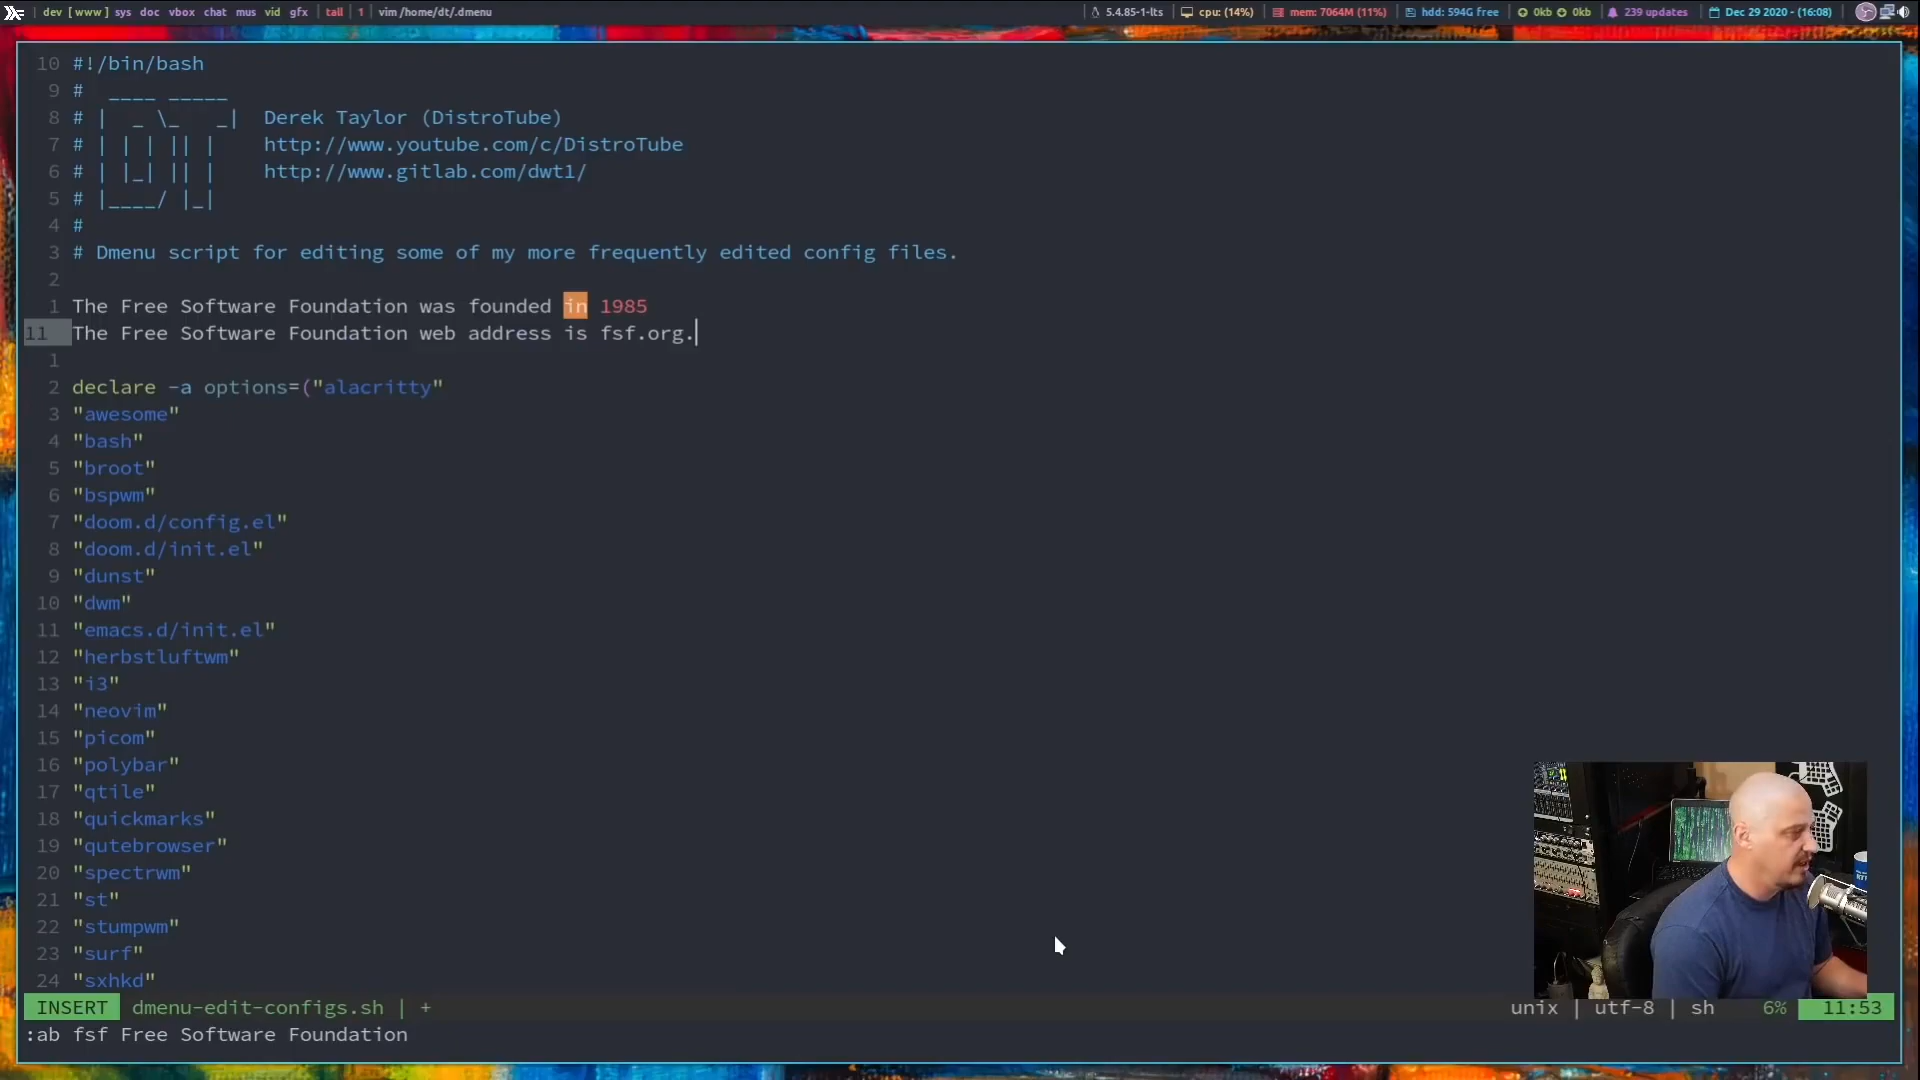 dev [ www ] sys doc vbox chat mus vid gfx | tall | 1 | vim /home/dt/.dmenu
| 5.4.85-1-lts | cpu: (14%) | mem: 7064M (11%) | hdd: 594G free | 0kb 0kb | 239 updates | Dec 29 2020 - (16:08) |
10 #!/bin/bash
9 #  ____ _____
8 # |  _ \_   _|  Derek Taylor (DistroTube)
7 # | | | || |    http://www.youtube.com/c/DistroTube
6 # | |_| || |    http://www.gitlab.com/dwt1/
5 # |____/ |_|
4 #
3 # Dmenu script for editing some of my more frequently edited config files.
2
1 The Free Software Foundation was founded in 1985
11 The Free Software Foundation web address is fsf.org.
1
2 declare -a options=("alacritty"
3 "awesome"
4 "bash"
5 "broot"
6 "bspwm"
7 "doom.d/config.el"
8 "doom.d/init.el"
9 "dunst"
10 "dwm"
11 "emacs.d/init.el"
12 "herbstluftwm"
13 "i3"
14 "neovim"
15 "picom"
16 "polybar"
17 "qtile"
18 "quickmarks"
19 "qutebrowser"
20 "spectrwm"
21 "st"
22 "stumpwm"
23 "surf"
24 "sxhkd"
INSERT dmenu-edit-configs.sh | + unix | utf-8 | sh 6% 11:53
:ab fsf Free Software Foundation